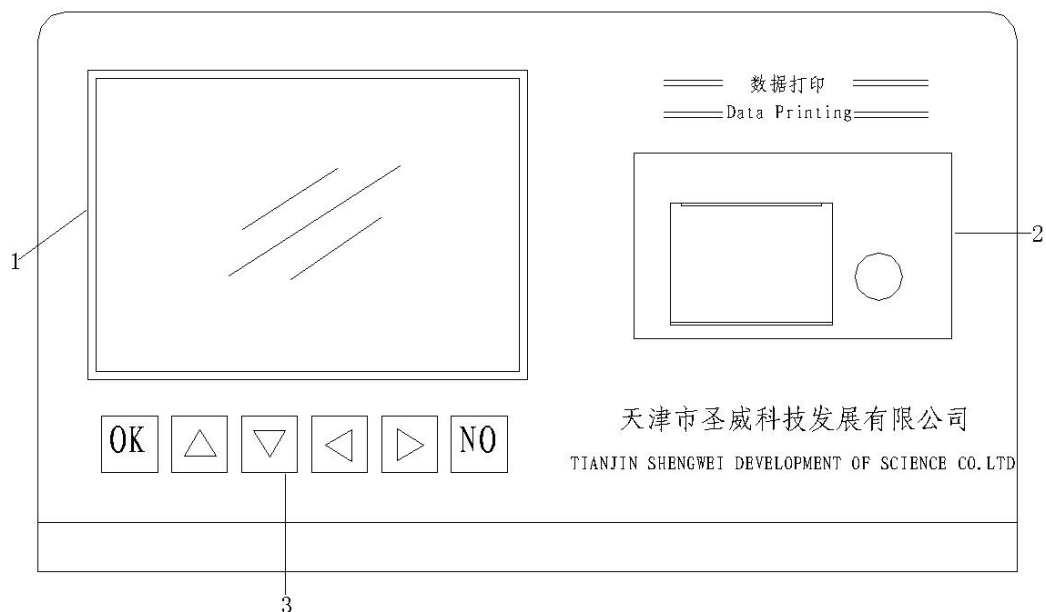 数据打印
Data Printing
1
2
OK
NO
天津市圣威科技发展有限公司
TIANJIN SHENGWEI DEVELOPMENT OF SCIENCE CO.LTD
3